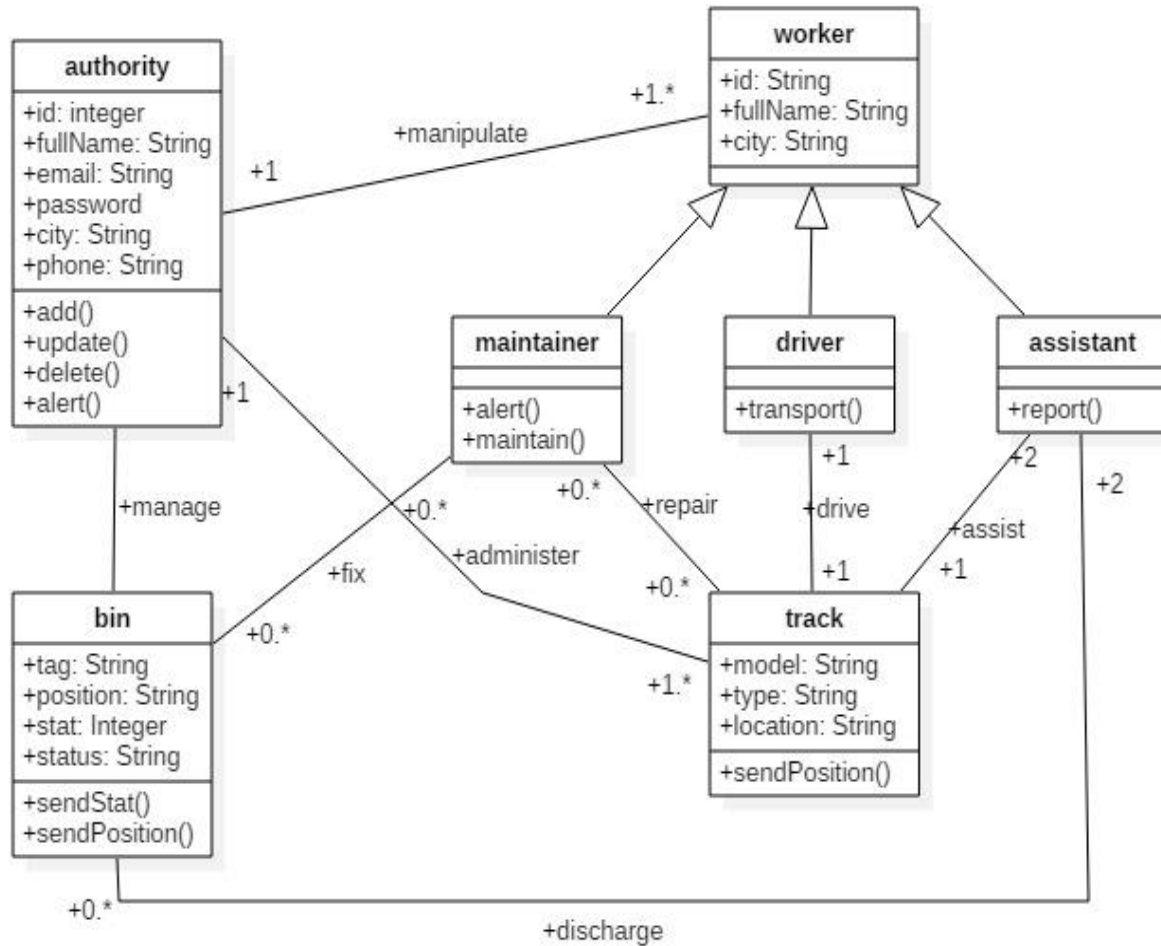 authority
+id: integer
+fullName: String
+email: String
+password
+city: String
+phone: String
+add()
+update()
+delete()
+alert()
worker
+id: String
+fullName: String
+city: String
+manipulate
+1
+1.*
maintainer
+alert()
+maintain()
driver
+transport()
assistant
+report()
+1
+manage
+0.*
+fix
+0.*
+administer
+1.*
+0.*
+repair
+0.*
+1
+drive
+1
+2
+assist
+1
+2
bin
+tag: String
+position: String
+stat: Integer
+status: String
+sendStat()
+sendPosition()
track
+model: String
+type: String
+location: String
+sendPosition()
+0.*
+discharge